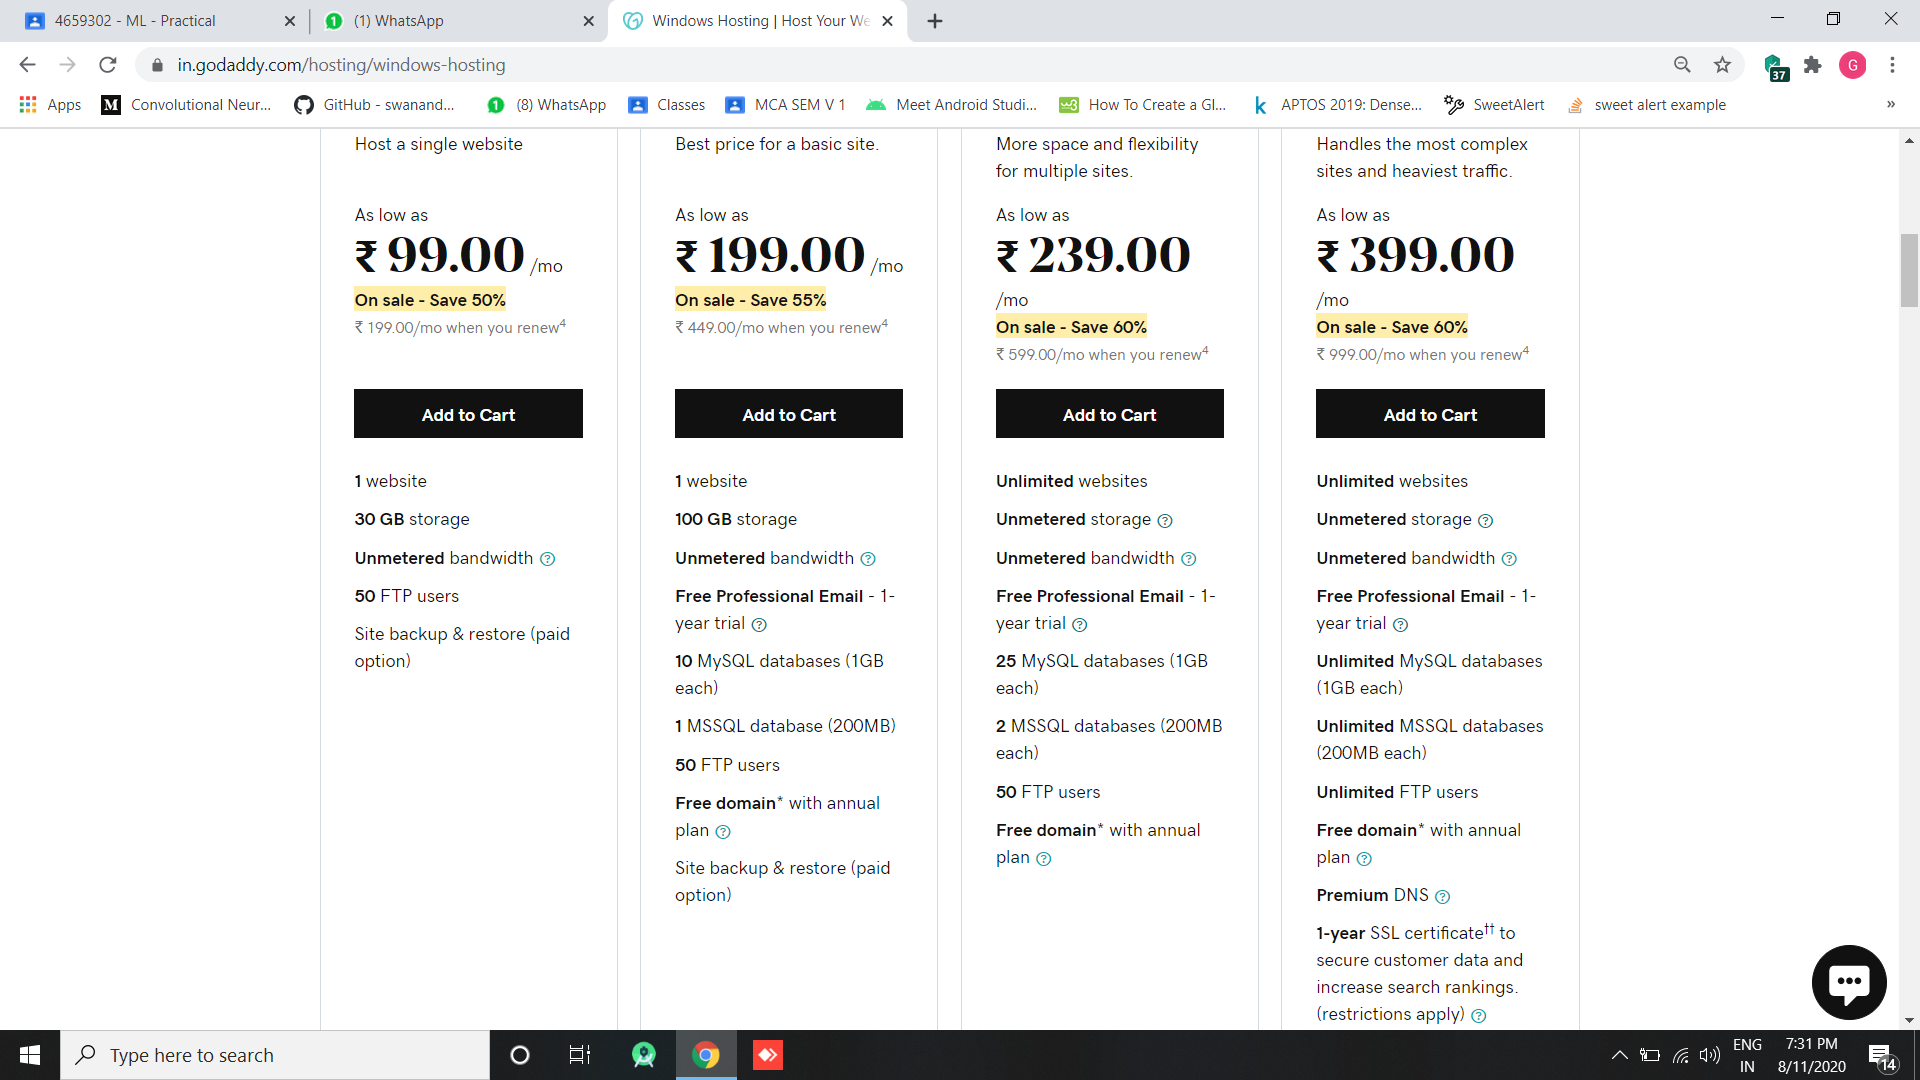 4659302 - ML - Practical
1
(1) WhatsApp
Windows Hosting | Host Your We
in.godaddy.com/hosting/windows-hosting
37
G
Apps
M
Convolutional Neur...
GitHub - swanand...
1
(8) WhatsApp
Classes
MCA SEM V 1
Meet Android Studi...
w3
How To Create a Gl...
k
APTOS 2019: Dense...
SweetAlert
sweet alert example
»
Host a single website
As low as
₹ 99.00 /mo
On sale - Save 50%
₹ 199.00/mo when you renew4
Add to Cart
1 website
30 GB storage
Unmetered bandwidth ?
50 FTP users
Site backup & restore (paid
option)
Best price for a basic site.
As low as
₹ 199.00 /mo
On sale - Save 55%
₹ 449.00/mo when you renew4
Add to Cart
1 website
100 GB storage
Unmetered bandwidth ?
Free Professional Email - 1-
year trial ?
10 MySQL databases (1GB
each)
1 MSSQL database (200MB)
50 FTP users
Free domain* with annual
plan ?
Site backup & restore (paid
option)
More space and flexibility
for multiple sites.
As low as
₹ 239.00
/mo
On sale - Save 60%
₹ 599.00/mo when you renew4
Add to Cart
Unlimited websites
Unmetered storage ?
Unmetered bandwidth ?
Free Professional Email - 1-
year trial ?
25 MySQL databases (1GB
each)
2 MSSQL databases (200MB
each)
50 FTP users
Free domain* with annual
plan ?
Handles the most complex
sites and heaviest traffic.
As low as
₹ 399.00
/mo
On sale - Save 60%
₹ 999.00/mo when you renew4
Add to Cart
Unlimited websites
Unmetered storage ?
Unmetered bandwidth ?
Free Professional Email - 1-
year trial ?
Unlimited MySQL databases
(1GB each)
Unlimited MSSQL databases
(200MB each)
Unlimited FTP users
Free domain* with annual
plan ?
Premium DNS ?
1-year SSL certificate†† to
secure customer data and
increase search rankings.
(restrictions apply) ?
Type here to search
ENG
IN
7:31 PM
8/11/2020
14